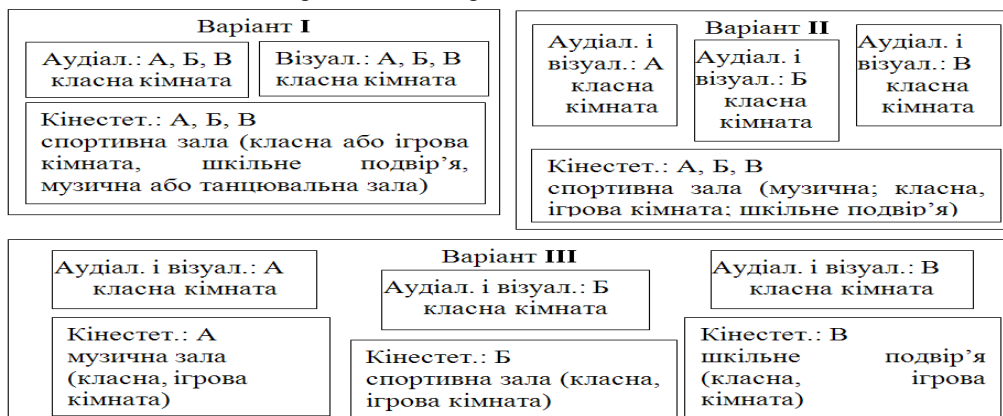 Варіант I
Аудіал.: А, Б, В
класна кімната
Візуал.: А, Б, В
класна кімната
Кінестет.: А, Б, В
спортивна зала (класна або ігрова
кімната, шкільне подвір’я,
музична або танцювальна зала)
Варіант II
Аудіал. і
візуал.: А
класна
кімната
Аудіал. і
візуал.: Б
класна
кімната
Аудіал. і
візуал.: В
класна
кімната
Кінестет.: А, Б, В
спортивна зала (музична; класна,
ігрова кімната; шкільне подвір’я)
Варіант III
Аудіал. і візуал.: А
класна кімната
Аудіал. і візуал.: Б
класна кімната
Аудіал. і візуал.: В
класна кімната
Кінестет.: А
музична зала
(класна, ігрова
кімната)
Кінестет.: Б
спортивна зала (класна,
ігрова кімната)
Кінестет.: В
шкільне подвір’я
(класна, ігрова
кімната)